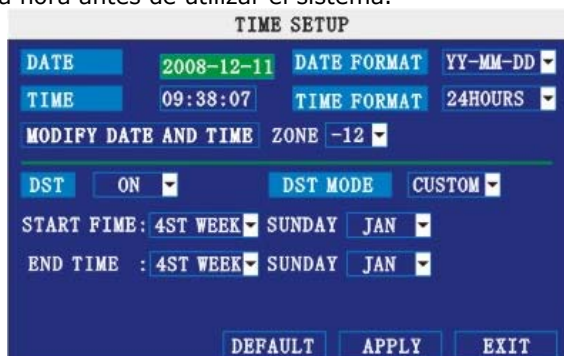 a hora antes de utilizar el sistema.
TIME SETUP
DATE 2008-12-11 DATE FORMAT YY-MM-DD
TIME 09:38:07 TIME FORMAT 24HOURS
MODIFY DATE AND TIME ZONE -12
DST ON DST MODE CUSTOM
START FIME: 4ST WEEK SUNDAY JAN
END TIME : 4ST WEEK SUNDAY JAN
DEFAULT APPLY EXIT